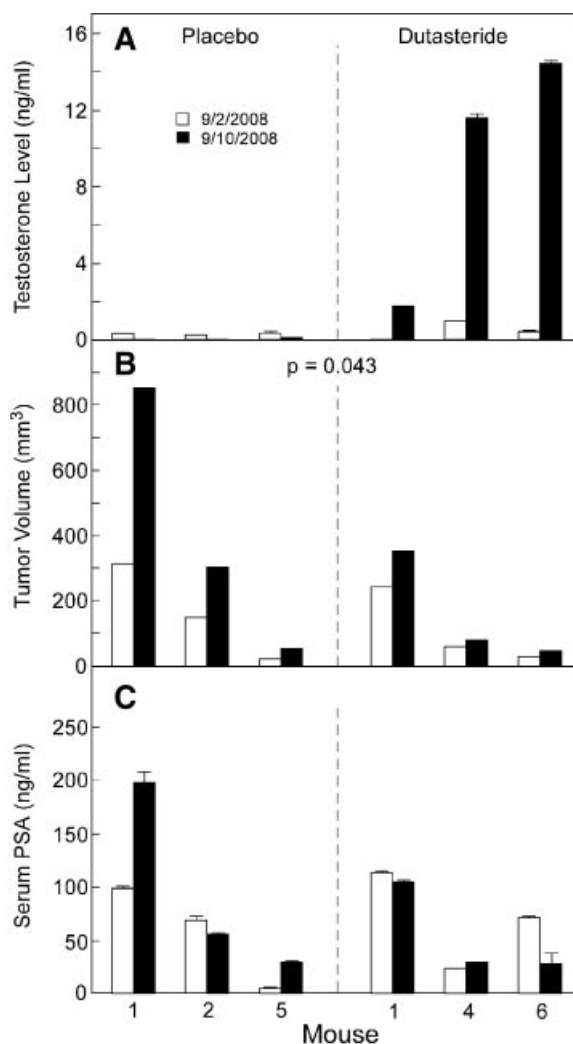 A
Placebo
Dutasteride
9/2/2008
9/10/2008
Testosterone Level (ng/ml)
16
12
8
4
0
B
p = 0.043
Tumor Volume (mm³)
800
600
400
200
0
C
Serum PSA (ng/ml)
250
200
150
100
50
0
1 2 5 1 4 6
Mouse